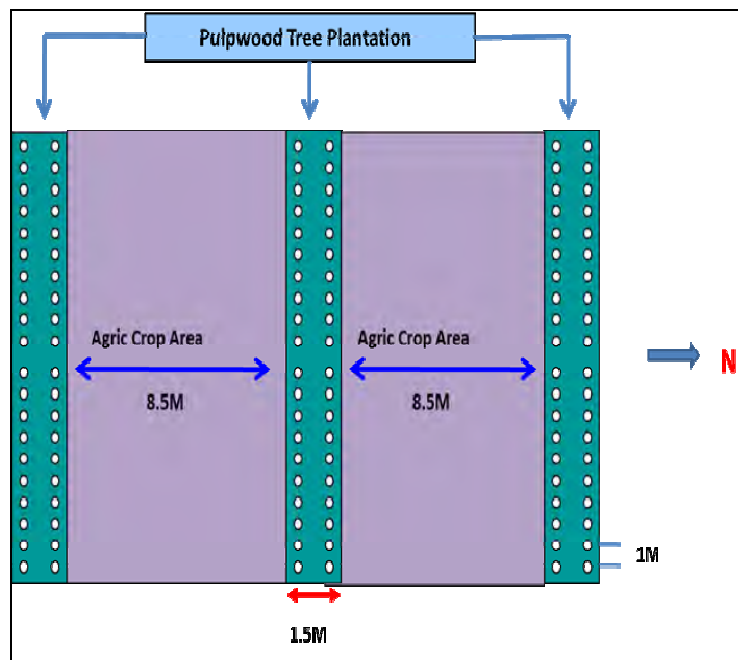 Pulpwood Tree Plantation
Agric Crop Area
Agric Crop Area
8.5M
8.5M
N
1M
1.5M